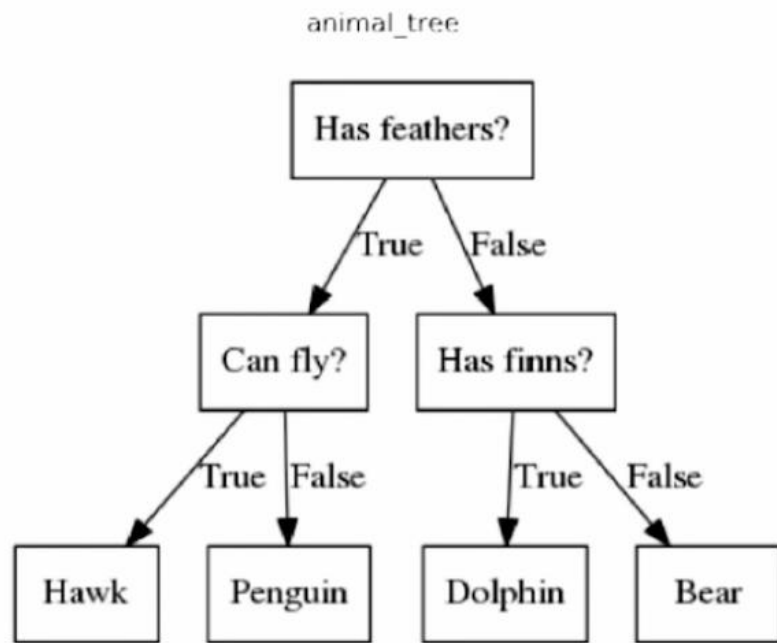 animal_tree
Has feathers?
True False
Can fly? Has finns?
True False True False
Hawk Penguin Dolphin Bear